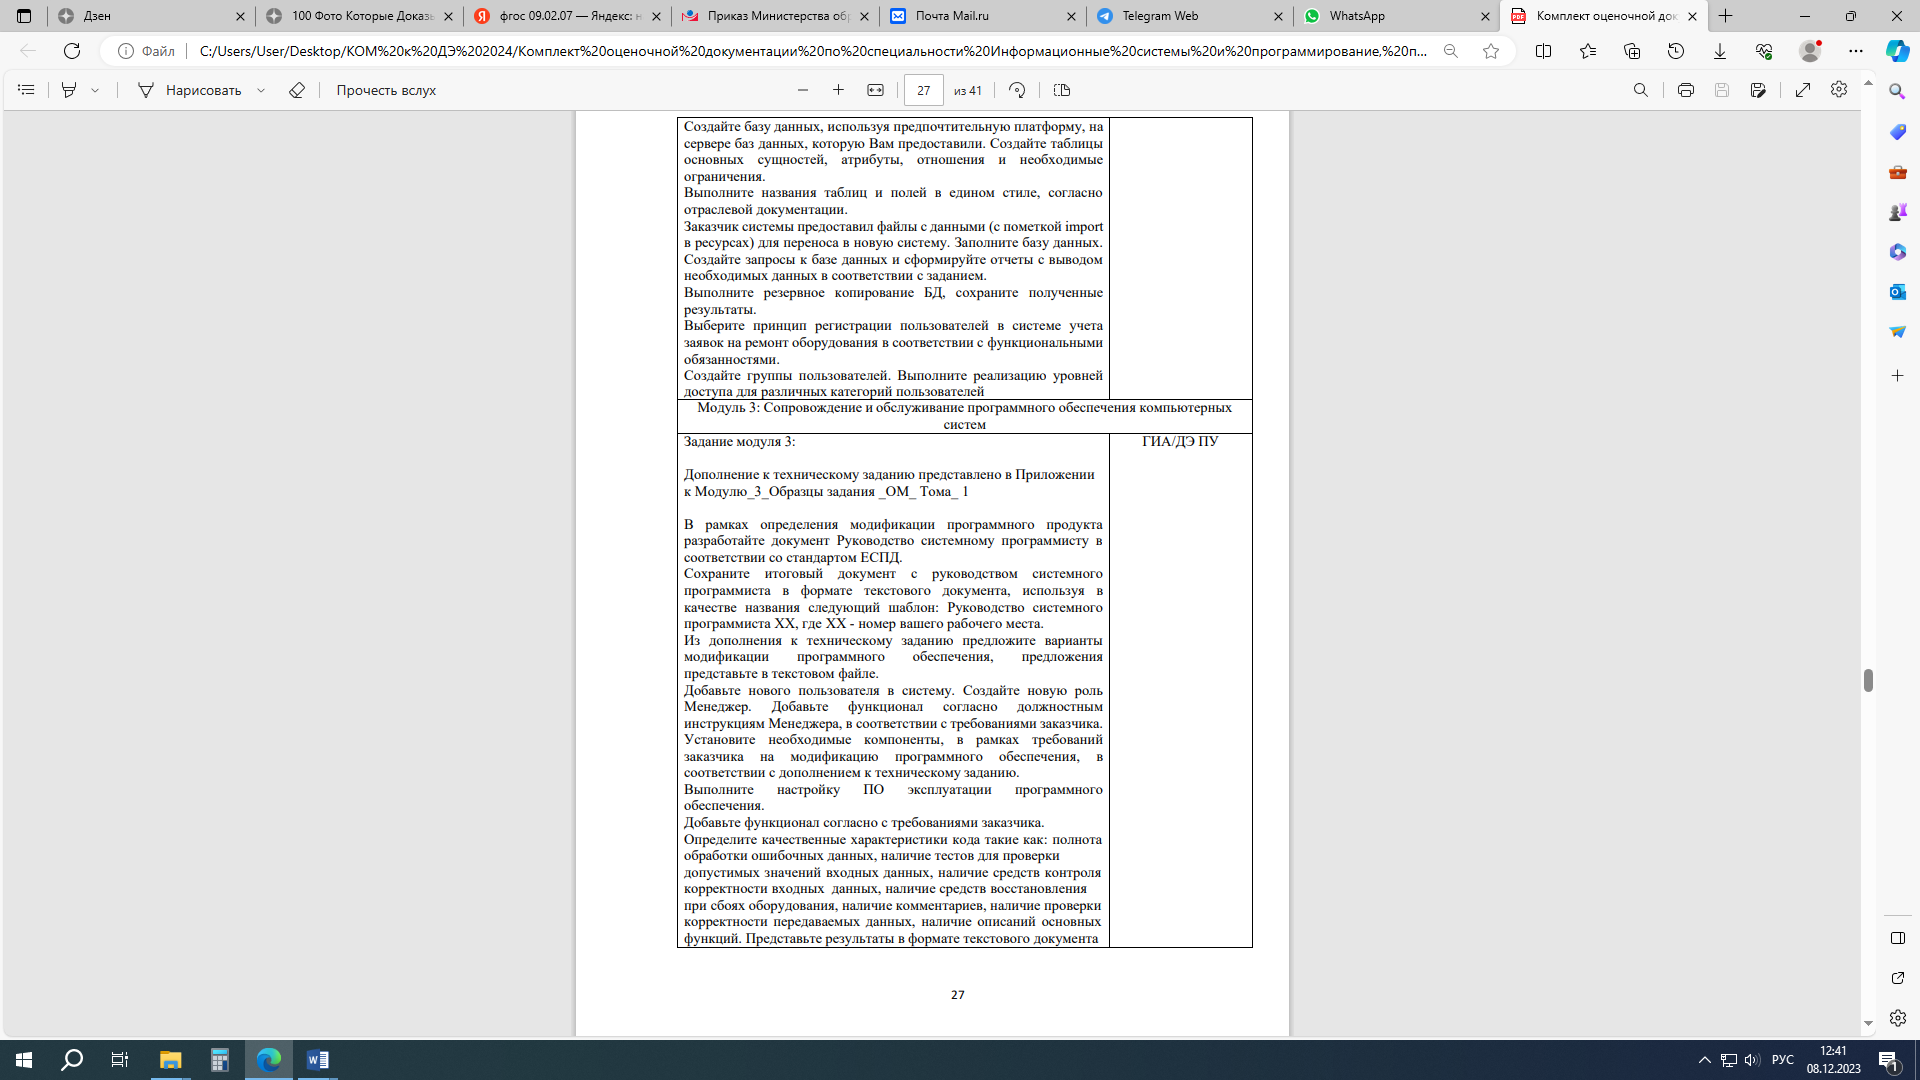 Дзен
100 Фото Которые Доказы
фгос 09.02.07 — Яндекс: н
Приказ Министерства обр
Почта Mail.ru
Telegram Web
WhatsApp
Комплект оценочной док
Файл
C:/Users/User/Desktop/КОМ%20к%20ДЭ%202024/Комплект%20оценочной%20документации%20по%20специальности%20Информационные%20системы%20и%20программирование,%20п...
Нарисовать
Прочесть вслух
27
из 41
Создайте базу данных, используя предпочтительную платформу, на
сервере баз данных, которую Вам предоставили. Создайте таблицы
основных сущностей, атрибуты, отношения и необходимые
ограничения.
Выполните названия таблиц и полей в едином стиле, согласно
отраслевой документации.
Заказчик системы предоставил файлы с данными (с пометкой import
в ресурсах) для переноса в новую систему. Заполните базу данных.
Создайте запросы к базе данных и сформируйте отчеты с выводом
необходимых данных в соответствии с заданием.
Выполните резервное копирование БД, сохраните полученные
результаты.
Выберите принцип регистрации пользователей в системе учета
заявок на ремонт оборудования в соответствии с функциональными
обязанностями.
Создайте группы пользователей. Выполните реализацию уровней
доступа для различных категорий пользователей
Модуль 3: Сопровождение и обслуживание программного обеспечения компьютерных
систем
Задание модуля 3:
ГИА/ДЭ ПУ
Дополнение к техническому заданию представлено в Приложении
к Модулю_3_Образцы задания _ОМ_ Тома_ 1
В рамках определения модификации программного продукта
разработайте документ Руководство системному программисту в
соответствии со стандартом ЕСПД.
Сохраните итоговый документ с руководством системного
программиста в формате текстового документа, используя в
качестве названия следующий шаблон: Руководство системного
программиста ХХ, где ХХ - номер вашего рабочего места.
Из дополнения к техническому заданию предложите варианты
модификации программного обеспечения, предложения
представьте в текстовом файле.
Добавьте нового пользователя в систему. Создайте новую роль
Менеджер. Добавьте функционал согласно должностным
инструкциям Менеджера, в соответствии с требованиями заказчика.
Установите необходимые компоненты, в рамках требований
заказчика на модификацию программного обеспечения, в
соответствии с дополнением к техническому заданию.
Выполните настройку ПО эксплуатации программного
обеспечения.
Добавьте функционал согласно с требованиями заказчика.
Определите качественные характеристики кода такие как: полнота
обработки ошибочных данных, наличие тестов для проверки
допустимых значений входных данных, наличие средств контроля
корректности входных данных, наличие средств восстановления
при сбоях оборудования, наличие комментариев, наличие проверки
корректности передаваемых данных, наличие описаний основных
функций. Представьте результаты в формате текстового документа
27
РУС
12:41
08.12.2023
1